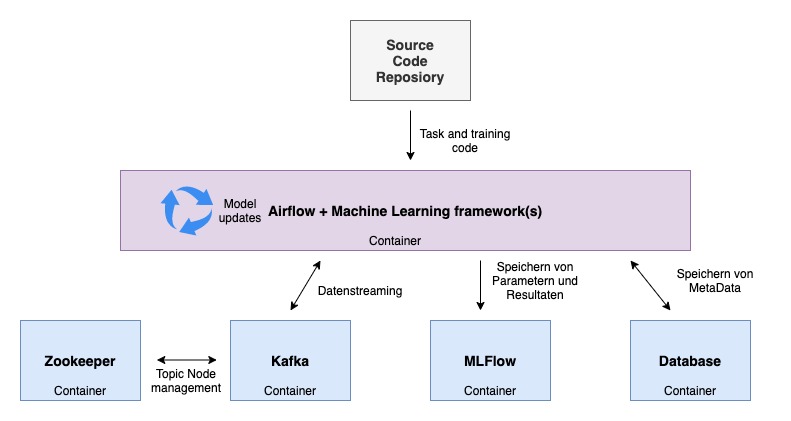 Source
Code
Reposiory
Task and training
code
Model
updates
Airflow + Machine Learning framework(s)
Container
Datenstreaming
Speichern von
Parametern und
Resultaten
Speichern von
MetaData
Zookeeper
Container
Topic Node
management
Kafka
Container
MLFlow
Container
Database
Container